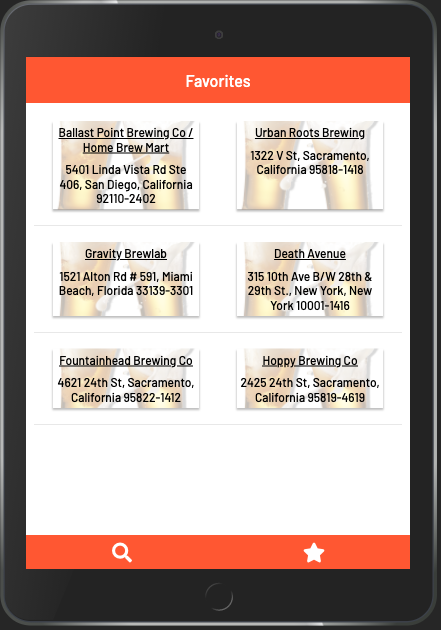 Favorites
Ballast Point Brewing Co /
Home Brew Mart
5401 Linda Vista Rd Ste
406, San Diego, California
92110-2402
Urban Roots Brewing
1322 V St, Sacramento,
California 95818-1418
Gravity Brewlab
1521 Alton Rd # 591, Miami
Beach, Florida 33139-3301
Death Avenue
315 10th Ave B/W 28th &
29th St., New York, New
York 10001-1416
Fountainhead Brewing Co
4621 24th St, Sacramento,
California 95822-1412
Hoppy Brewing Co
2425 24th St, Sacramento,
California 95819-4619